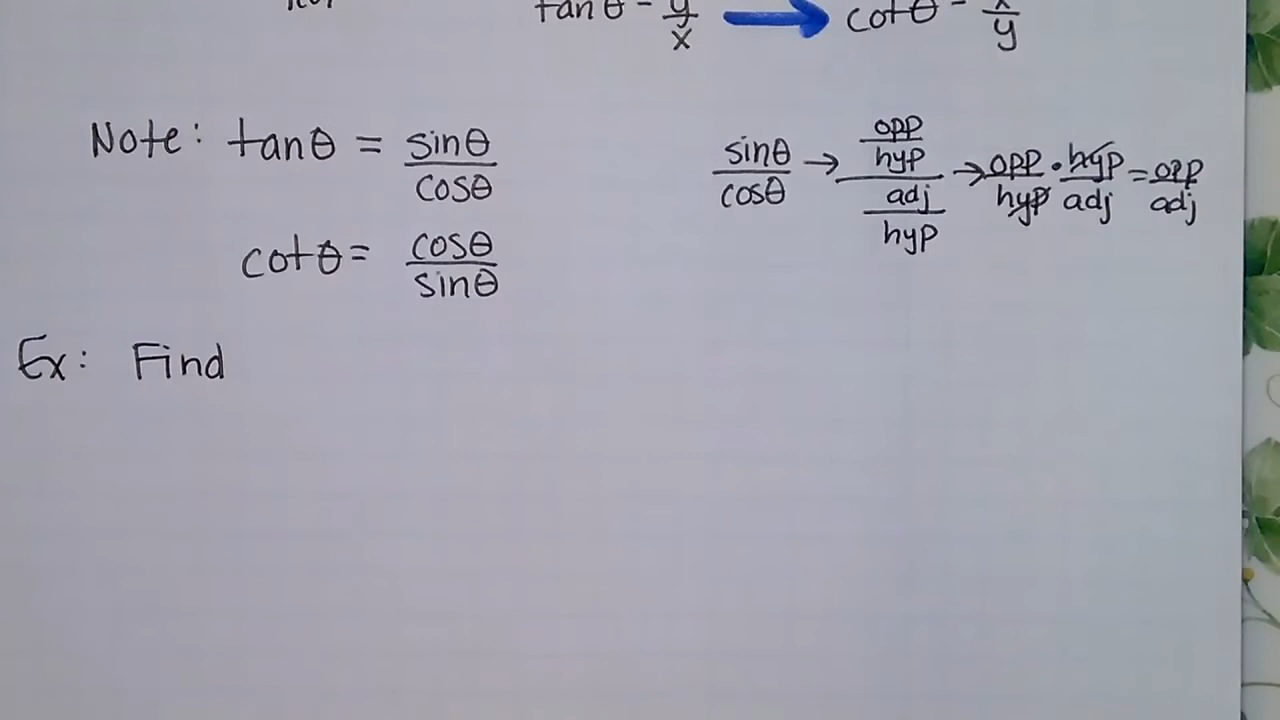 tanθ = y/x → cotθ = x/y
Note: tanθ = sinθ/cosθ
sinθ/cosθ → opp/hyp / adj/hyp → opp/hyp · hyp/adj = opp/adj
cotθ = cosθ/sinθ
Ex: Find